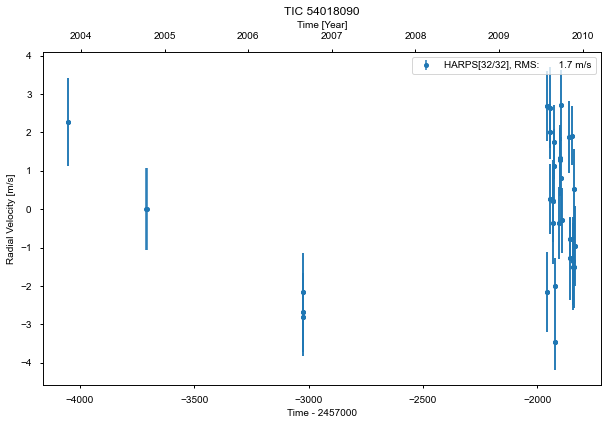 TIC 54018090
Time [Year]
2004 2005 2006 2007 2008 2009 2010
HARPS[32/32], RMS: 1.7 m/s
Radial Velocity [m/s]
4
3
2
1
0
−1
−2
−3
−4
−4000 −3500 −3000 −2500 −2000
Time - 2457000